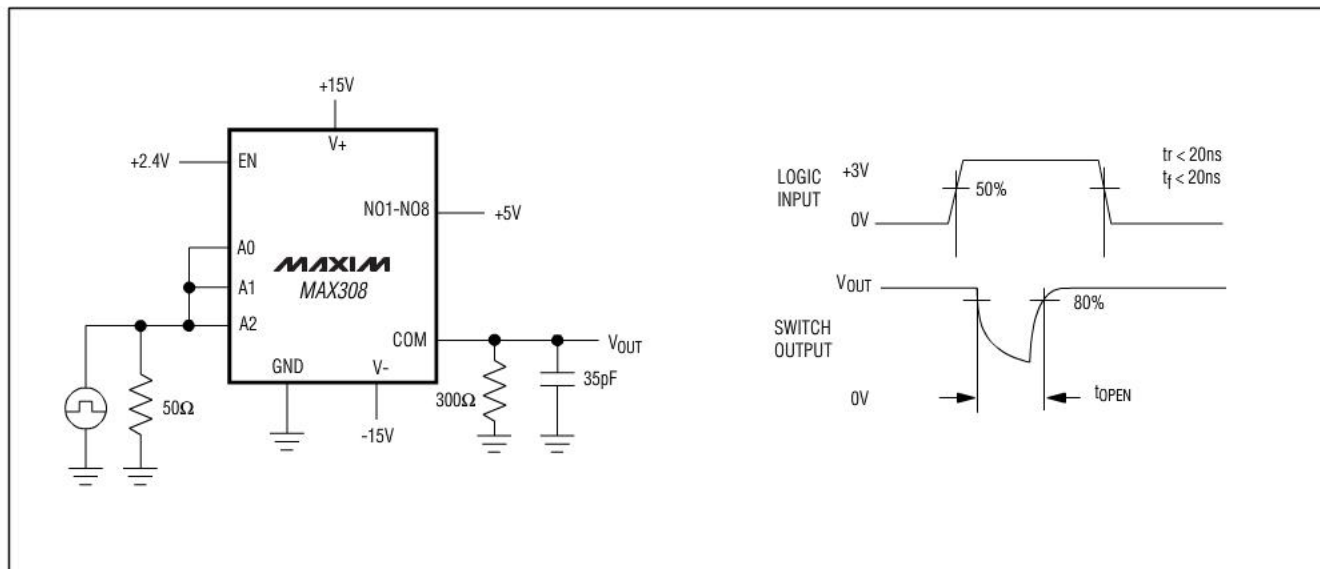 +15V
V+
+2.4V
EN
NO1-NO8
+5V
A0
MAXIM
A1
MAX308
A2
COM
VOUT
GND
V-
50Ω
300Ω
35pF
-15V
LOGIC
INPUT
+3V
50%
0V
tr < 20ns
tf < 20ns
VOUT
80%
SWITCH
OUTPUT
0V
tOPEN